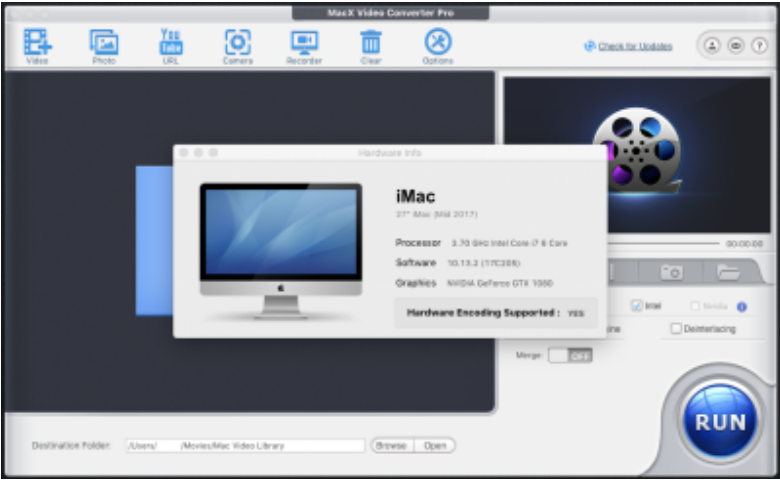 MacX Video Converter Pro
Video
Photo
You Tube
URL
Camera
Recorder
Clear
Options
Check for Updates
Hardware Info
iMac
27" iMac (Mid 2017)
Processor 3.70 GHz Intel Core i7 6 Core
Software 10.13.2 (17C205)
Graphics NVIDIA GeForce GTX 1080
Hardware Encoding Supported : YES
00:00:00
Intel
Nvidia
Deinterlacing
Merge: OFF
RUN
Destination Folder: /Users/ /Movies/Mac Video Library
Browse
Open